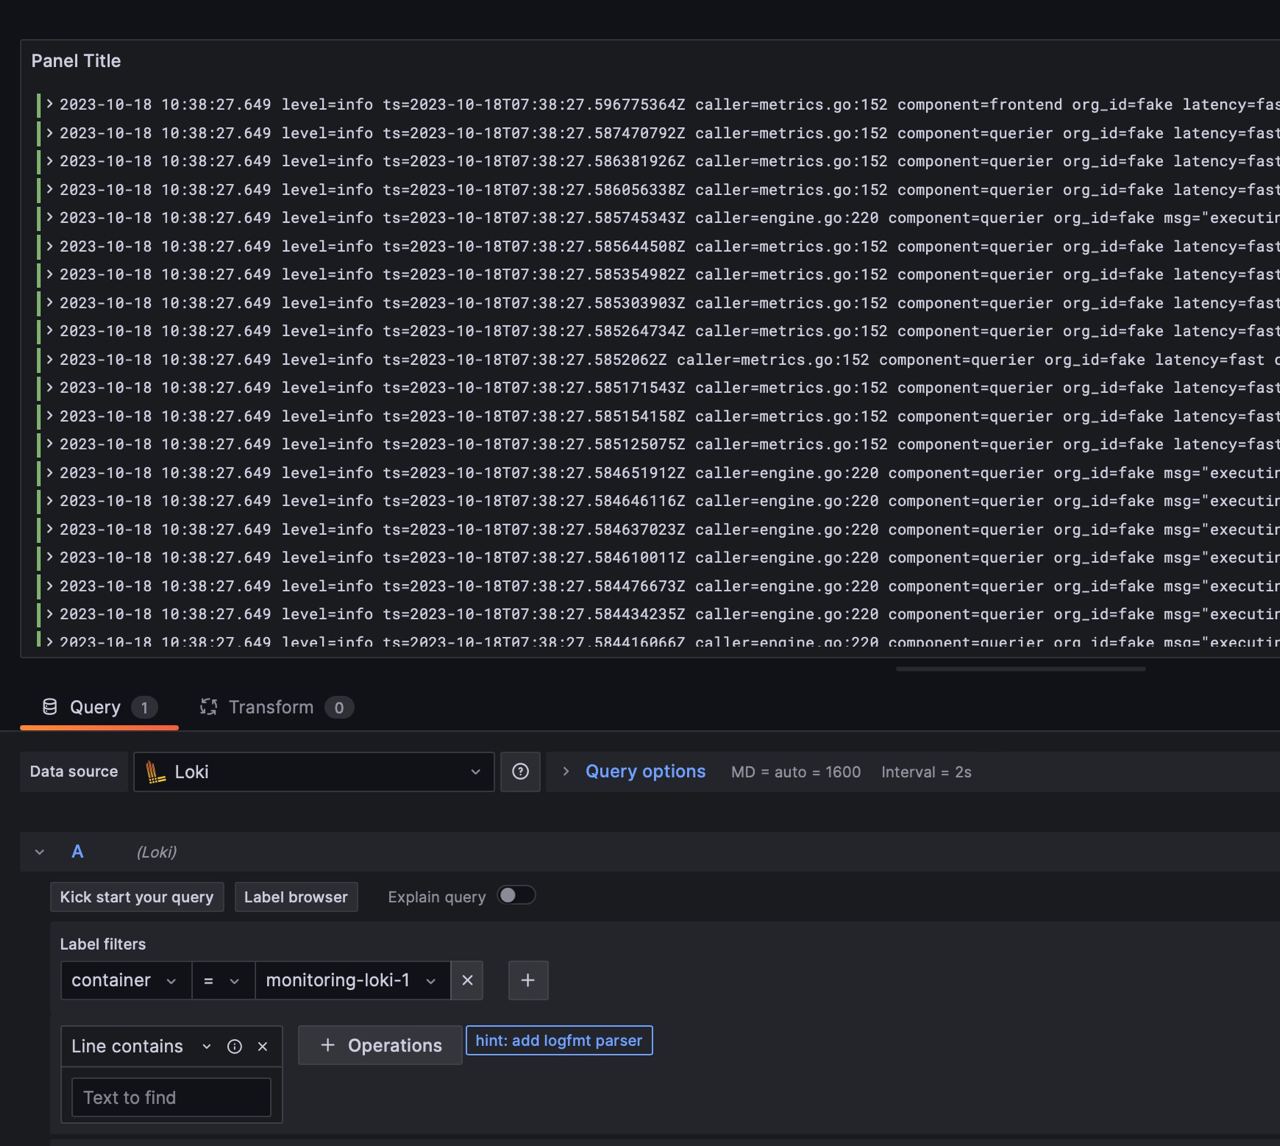 Panel Title
> 2023-10-18 10:38:27.649 level=info ts=2023-10-18T07:38:27.596775364Z caller=metrics.go:152 component=frontend org_id=fake latency=fas
> 2023-10-18 10:38:27.649 level=info ts=2023-10-18T07:38:27.587470792Z caller=metrics.go:152 component=querier org_id=fake latency=fast
> 2023-10-18 10:38:27.649 level=info ts=2023-10-18T07:38:27.586381926Z caller=metrics.go:152 component=querier org_id=fake latency=fast
> 2023-10-18 10:38:27.649 level=info ts=2023-10-18T07:38:27.586056338Z caller=metrics.go:152 component=querier org_id=fake latency=fast
> 2023-10-18 10:38:27.649 level=info ts=2023-10-18T07:38:27.585745343Z caller=engine.go:220 component=querier org_id=fake msg="executin
> 2023-10-18 10:38:27.649 level=info ts=2023-10-18T07:38:27.585644508Z caller=metrics.go:152 component=querier org_id=fake latency=fast
> 2023-10-18 10:38:27.649 level=info ts=2023-10-18T07:38:27.585354982Z caller=metrics.go:152 component=querier org_id=fake latency=fast
> 2023-10-18 10:38:27.649 level=info ts=2023-10-18T07:38:27.585303903Z caller=metrics.go:152 component=querier org_id=fake latency=fast
> 2023-10-18 10:38:27.649 level=info ts=2023-10-18T07:38:27.585264734Z caller=metrics.go:152 component=querier org_id=fake latency=fast
> 2023-10-18 10:38:27.649 level=info ts=2023-10-18T07:38:27.5852062Z caller=metrics.go:152 component=querier org_id=fake latency=fast
> 2023-10-18 10:38:27.649 level=info ts=2023-10-18T07:38:27.585171543Z caller=metrics.go:152 component=querier org_id=fake latency=fast
> 2023-10-18 10:38:27.649 level=info ts=2023-10-18T07:38:27.585154158Z caller=metrics.go:152 component=querier org_id=fake latency=fast
> 2023-10-18 10:38:27.649 level=info ts=2023-10-18T07:38:27.585125075Z caller=metrics.go:152 component=querier org_id=fake latency=fast
> 2023-10-18 10:38:27.649 level=info ts=2023-10-18T07:38:27.584651912Z caller=engine.go:220 component=querier org_id=fake msg="executin
> 2023-10-18 10:38:27.649 level=info ts=2023-10-18T07:38:27.584646116Z caller=engine.go:220 component=querier org_id=fake msg="executin
> 2023-10-18 10:38:27.649 level=info ts=2023-10-18T07:38:27.584637023Z caller=engine.go:220 component=querier org_id=fake msg="executin
> 2023-10-18 10:38:27.649 level=info ts=2023-10-18T07:38:27.584610011Z caller=engine.go:220 component=querier org_id=fake msg="executin
> 2023-10-18 10:38:27.649 level=info ts=2023-10-18T07:38:27.584476673Z caller=engine.go:220 component=querier org_id=fake msg="executin
> 2023-10-18 10:38:27.649 level=info ts=2023-10-18T07:38:27.584434235Z caller=engine.go:220 component=querier org_id=fake msg="executin
> 2023-10-18 10:38:27.649 level=info ts=2023-10-18T07:38:27.584416066Z caller=engine.go:220 component=querier org_id=fake msg="executin
Query 1 Transform 0
Data source Loki > Query options MD = auto = 1600 Interval = 2s
A (Loki)
Kick start your query Label browser Explain query
Label filters
container = monitoring-loki-1 × +
Line contains × + Operations hint: add logfmt parser
Text to find